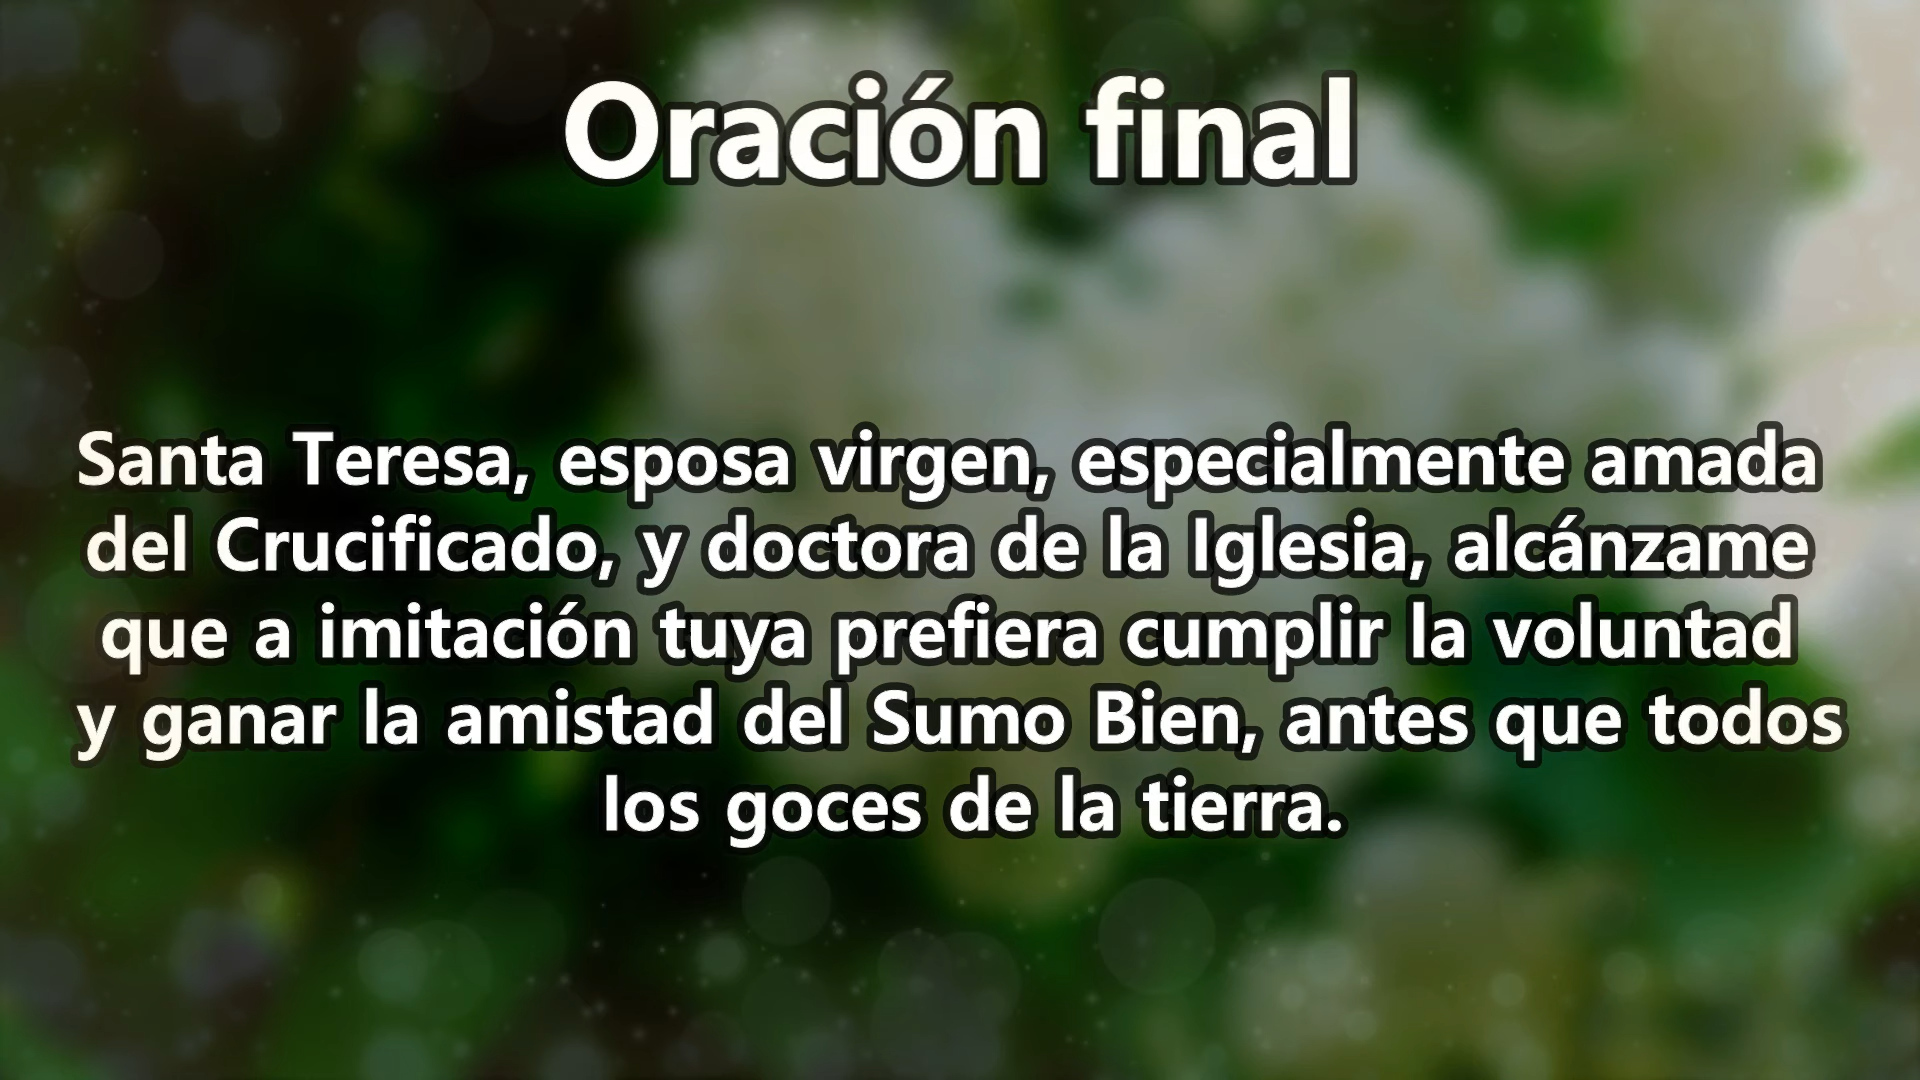 Oración final
Santa Teresa, esposa virgen, especialmente amada
del Crucificado, y doctora de la Iglesia, alcánzame
que a imitación tuya prefiera cumplir la voluntad
y ganar la amistad del Sumo Bien, antes que todos
los goces de la tierra.